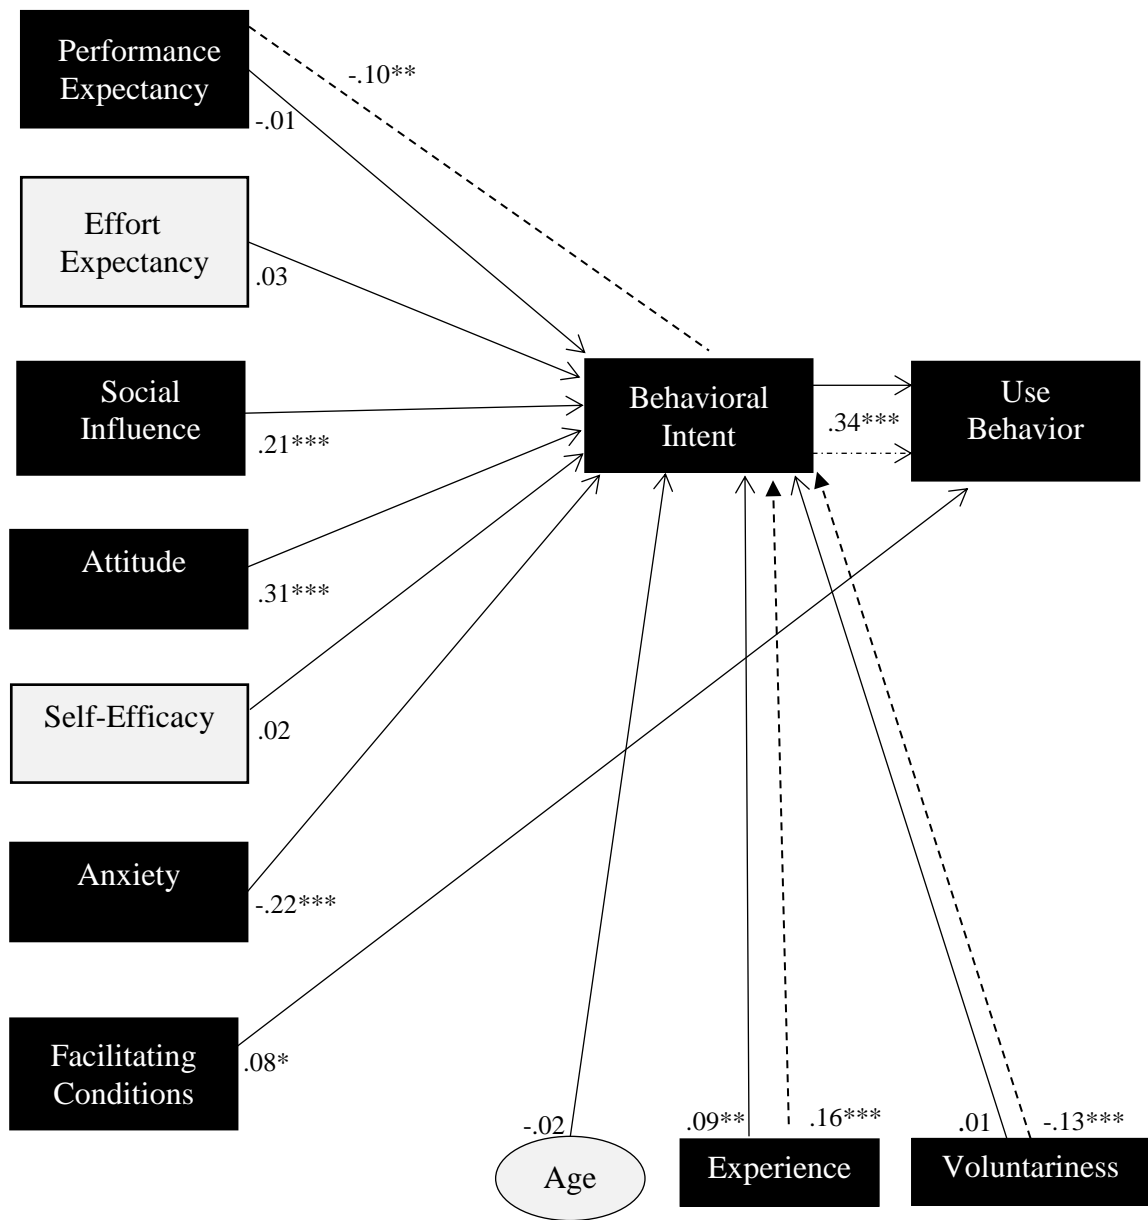 Performance
Expectancy
-.10**
-.01
Effort
Expectancy
.03
Social
Influence
.21***
Behavioral
Intent
.34***
Use
Behavior
Attitude
.31***
Self-Efficacy
.02
Anxiety
-.22***
Facilitating
Conditions
.08*
-.02
Age
.09**
.16***
Experience
.01
-.13***
Voluntariness